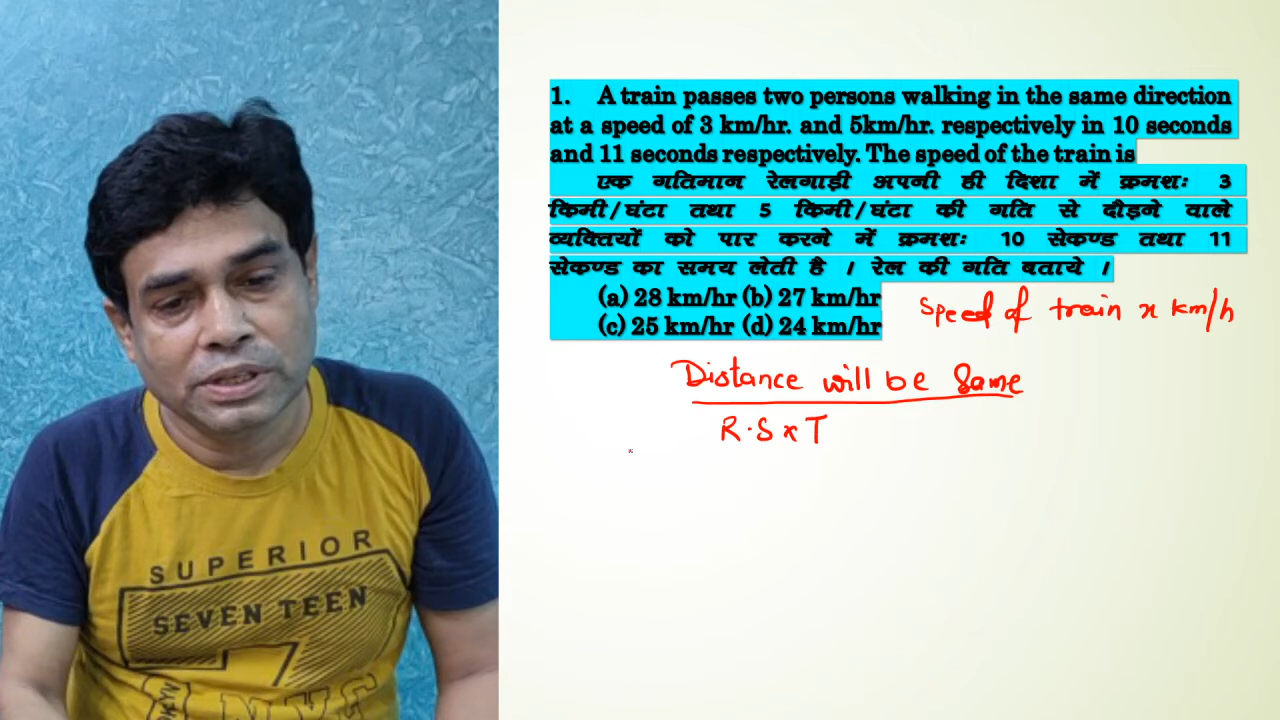 1. A train passes two persons walking in the same direction
at a speed of 3 km/hr. and 5km/hr. respectively in 10 seconds
and 11 seconds respectively. The speed of the train is
एक गतिमान रेलगाड़ी अपनी ही दिशा में क्रमशः 3
किमी/घंटा तथा 5 किमी/घंटा की गति से दौड़ने वाले
व्यक्तियों को पार करने में क्रमशः 10 सेकण्ड तथा 11
सेकण्ड का समय लेती है । रेल की गति बताये ।
(a) 28 km/hr (b) 27 km/hr
(c) 25 km/hr (d) 24 km/hr
Speed of train x km/h
Distance will be Same
R.S x T
SUPERIOR
SEVEN TEEN
7